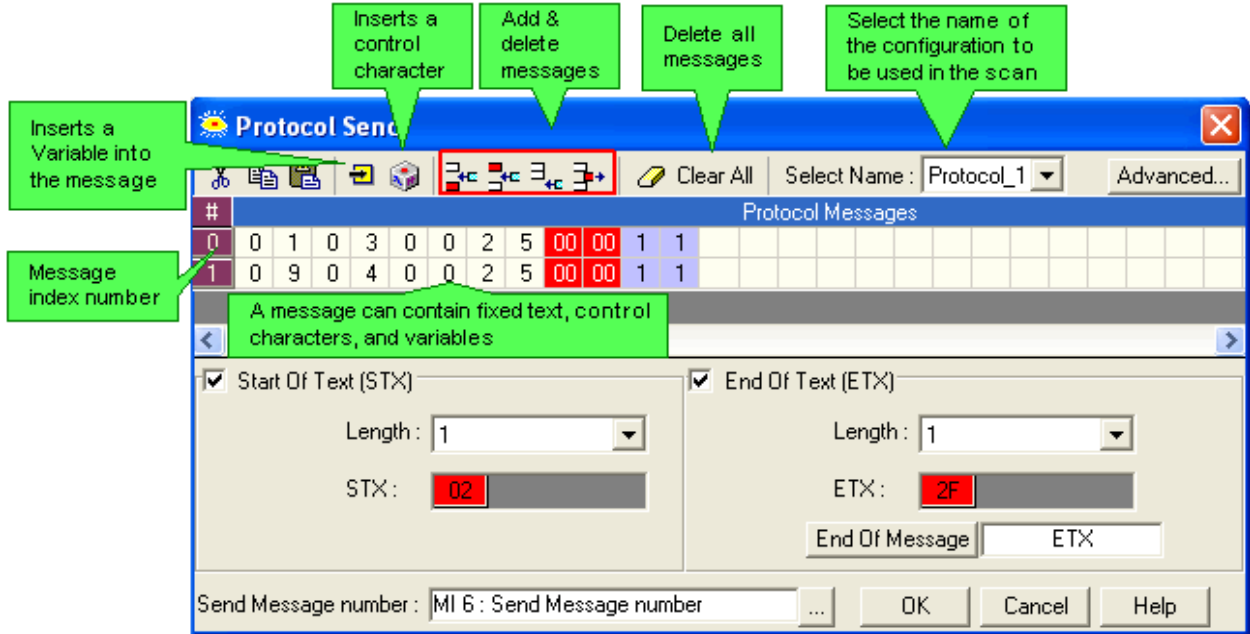 Inserts a
control
character
Add &
delete
messages
Delete all
messages
Select the name of
the configuration to
be used in the scan
Inserts a
Variable into
the message
Protocol Send
Clear All
Select Name : Protocol_1
Advanced...
# Protocol Messages
0 0 1 0 3 0 0 2 5 00 00 1 1
1 0 9 0 4 0 0 2 5 00 00 1 1
Message
index number
A message can contain fixed text, control
characters, and variables
Start Of Text (STX)
Length : 1
STX : 02
End Of Text (ETX)
Length : 1
ETX : 2F
End Of Message ETX
Send Message number : MI 6 : Send Message number ...
OK
Cancel
Help